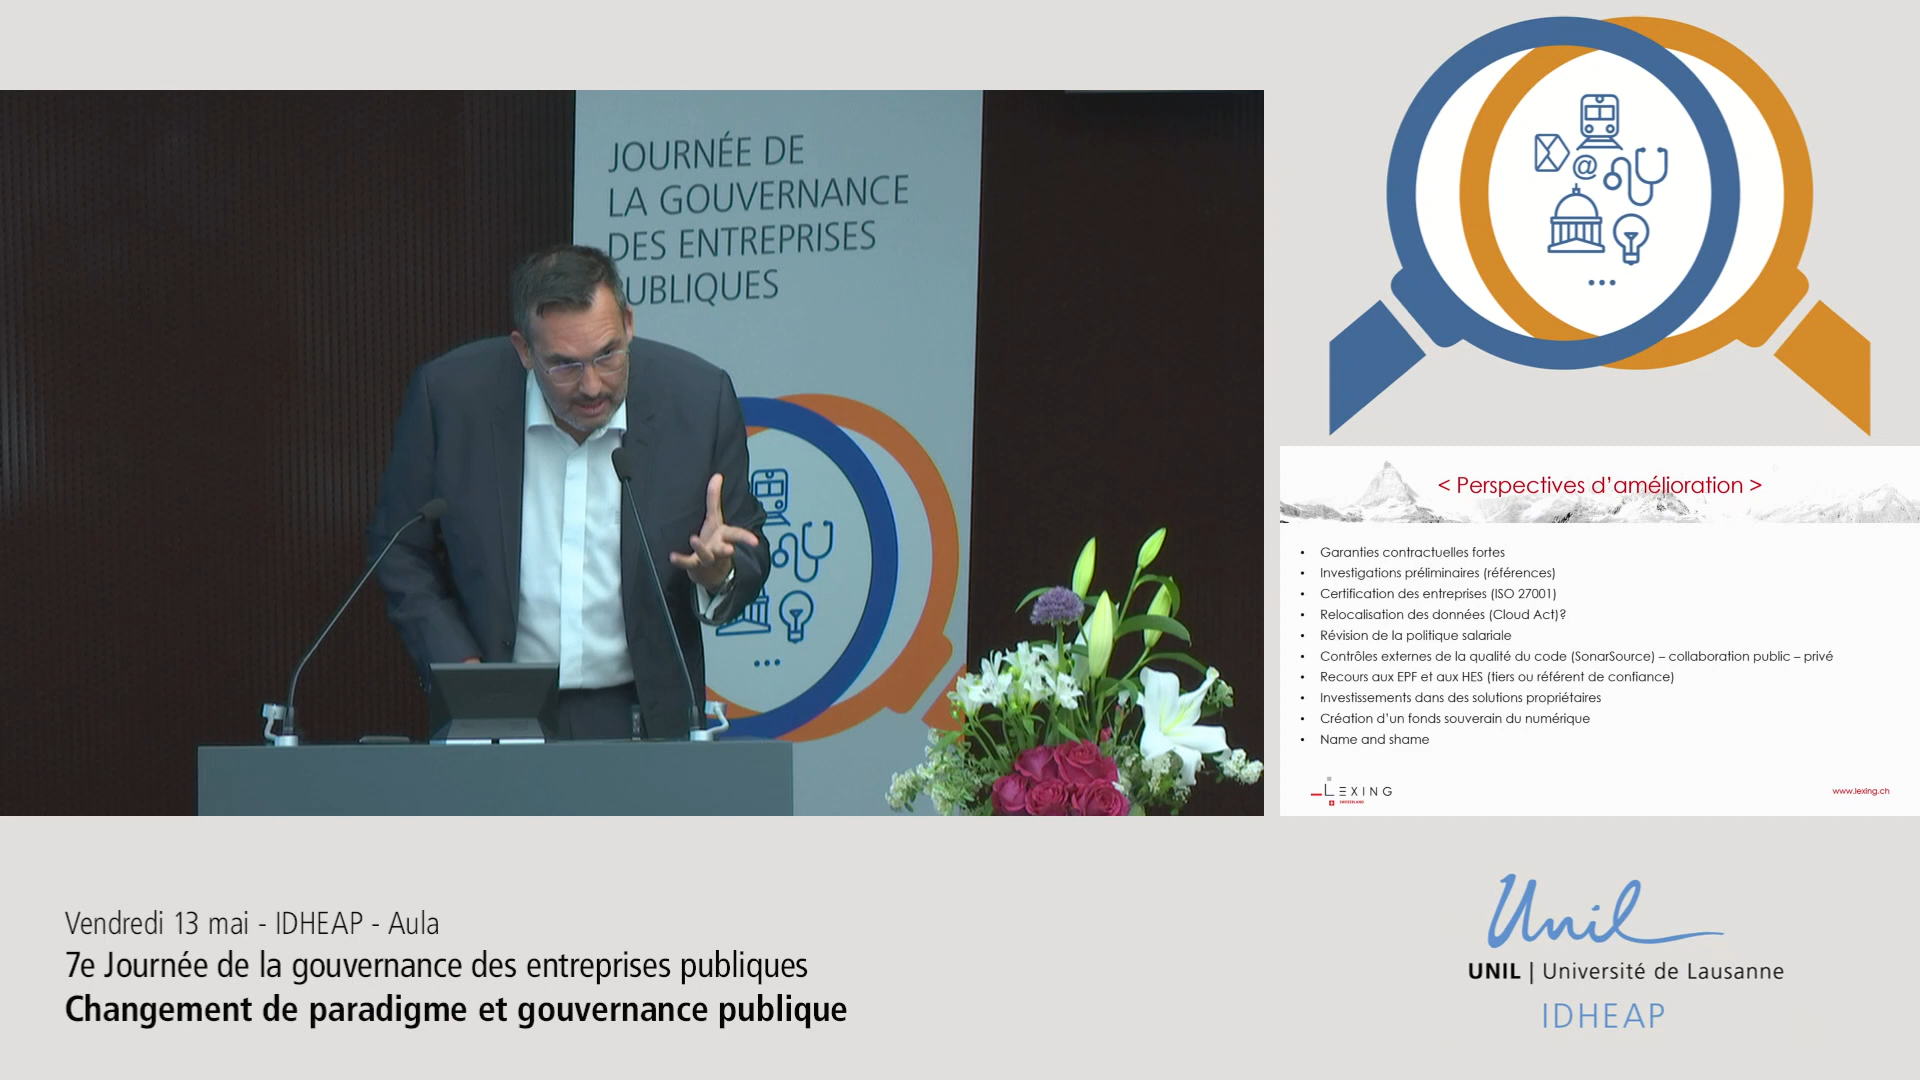 JOURNÉE DE
LA GOUVERNANCE
DES ENTREPRISES
UBLIQUES
@
< Perspectives d'amélioration >
• Garanties contractuelles fortes
• Investigations préliminaires (références)
• Certification des entreprises (ISO 27001)
• Relocalisation des données (Cloud Act)?
• Révision de la politique salariale
• Contrôles externes de la qualité du code (SonarSource) – collaboration public – privé
• Recours aux EPF et aux HES (tiers ou référent de confiance)
• Investissements dans des solutions propriétaires
• Création d'un fonds souverain du numérique
• Name and shame
LEXING
SWITZERLAND
www.lexing.ch
Vendredi 13 mai - IDHEAP - Aula
7e Journée de la gouvernance des entreprises publiques
Changement de paradigme et gouvernance publique
Unil
UNIL | Université de Lausanne
IDHEAP